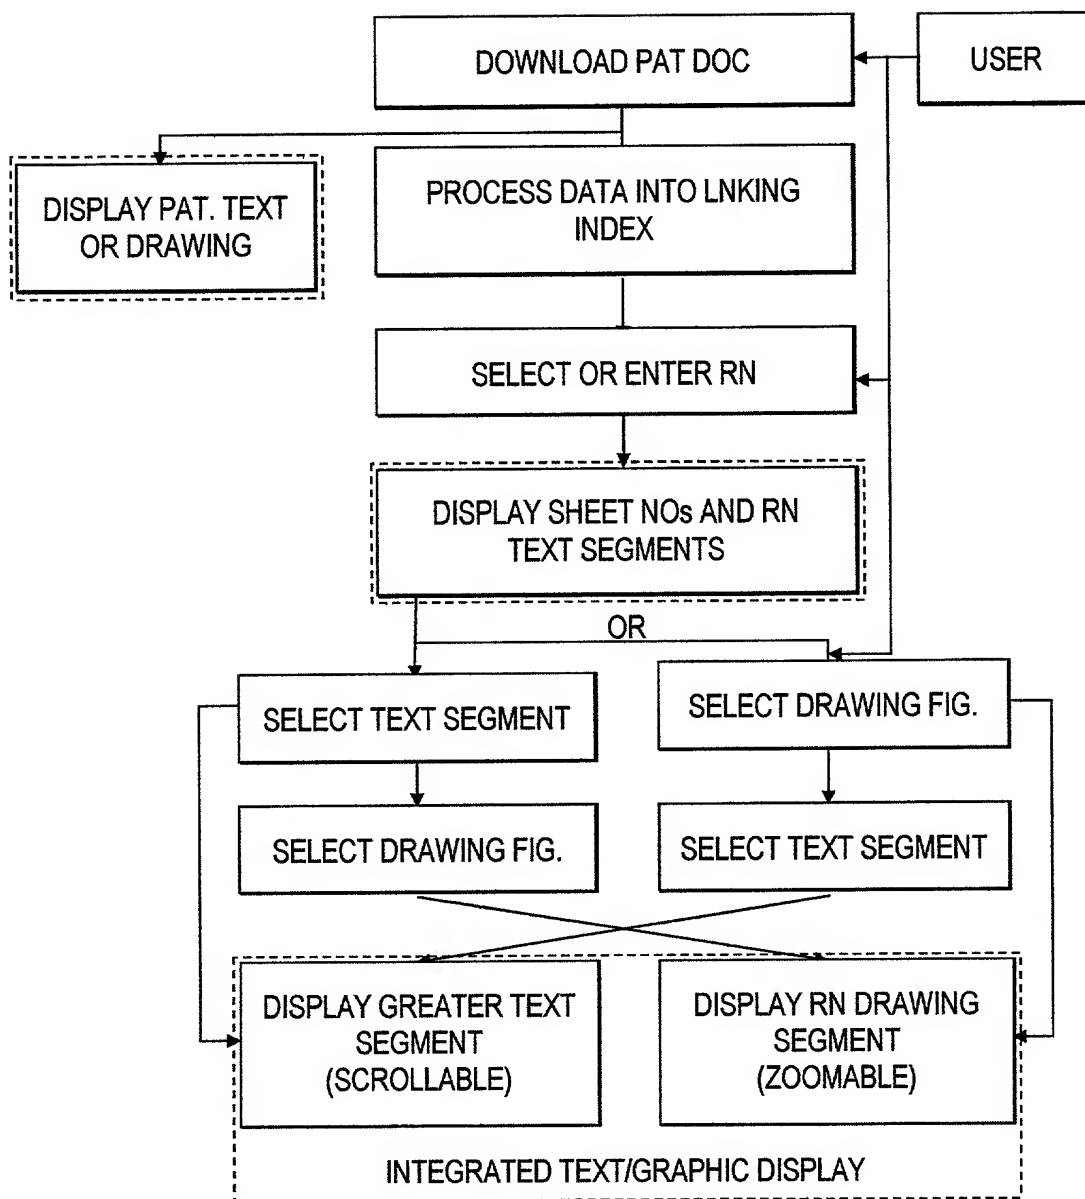 DOWNLOAD PAT DOC
USER
DISPLAY PAT. TEXT
OR DRAWING
PROCESS DATA INTO LNKING
INDEX
SELECT OR ENTER RN
DISPLAY SHEET NOs AND RN
TEXT SEGMENTS
OR
SELECT TEXT SEGMENT
SELECT DRAWING FIG.
SELECT DRAWING FIG.
SELECT TEXT SEGMENT
DISPLAY GREATER TEXT
SEGMENT
(SCROLLABLE)
DISPLAY RN DRAWING
SEGMENT
(ZOOMABLE)
INTEGRATED TEXT/GRAPHIC DISPLAY